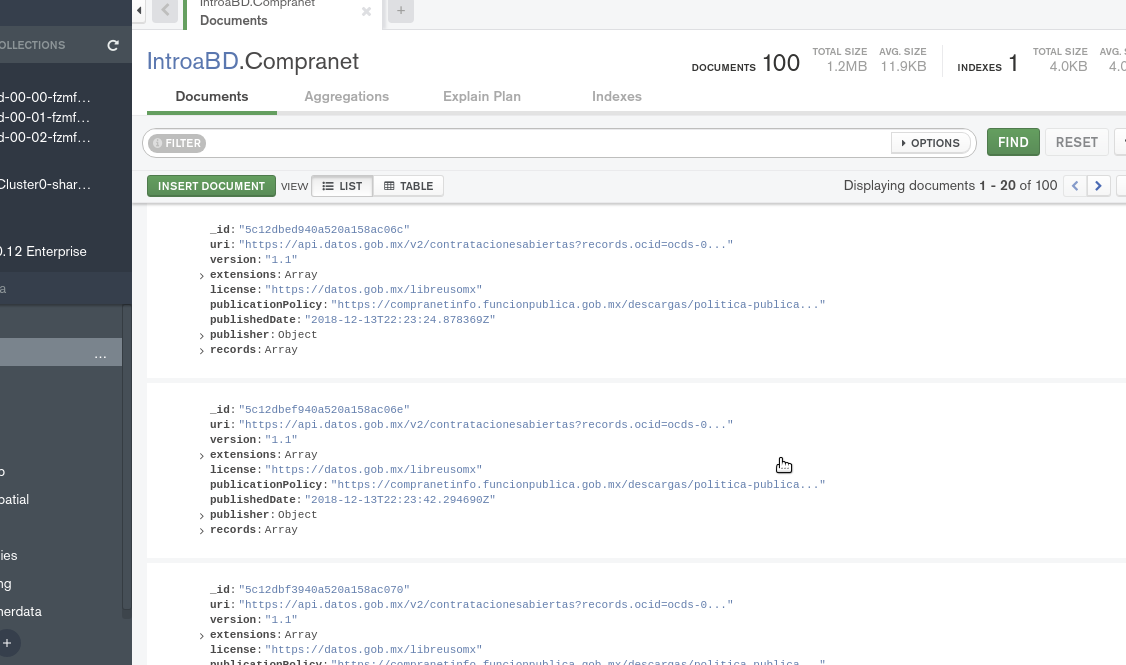 IntroaBD.Compranet
Documents
OLLECTIONS
IntroaBD.Compranet
DOCUMENTS 100
TOTAL SIZE
1.2MB
AVG. SIZE
11.9KB
INDEXES 1
TOTAL SIZE
4.0KB
AVG. S
4.0
d-00-00-fzmf...
d-00-01-fzmf...
d-00-02-fzmf...
Cluster0-shar...
0.12 Enterprise
a
...
o
patial
ies
ng
nerdata
+
Documents Aggregations Explain Plan Indexes
FILTER
OPTIONS
FIND
RESET
INSERT DOCUMENT VIEW LIST TABLE
Displaying documents 1 - 20 of 100
_id: "5c12dbed940a520a158ac06c"
uri: "https://api.datos.gob.mx/v2/contratacionesabiertas?records.ocid=ocds-0..."
version: "1.1"
extensions: Array
license: "https://datos.gob.mx/libreusomx"
publicationPolicy: "https://compranetinfo.funcionpublica.gob.mx/descargas/politica-publica..."
publishedDate: "2018-12-13T22:23:24.878369Z"
publisher: Object
records: Array
_id: "5c12dbef940a520a158ac06e"
uri: "https://api.datos.gob.mx/v2/contratacionesabiertas?records.ocid=ocds-0..."
version: "1.1"
extensions: Array
license: "https://datos.gob.mx/libreusomx"
publicationPolicy: "https://compranetinfo.funcionpublica.gob.mx/descargas/politica-publica..."
publishedDate: "2018-12-13T22:23:42.294690Z"
publisher: Object
records: Array
_id: "5c12dbf3940a520a158ac070"
uri: "https://api.datos.gob.mx/v2/contratacionesabiertas?records.ocid=ocds-0..."
version: "1.1"
extensions: Array
license: "https://datos.gob.mx/libreusomx"
publicationPolicy: "https://compranetinfo.funcionpublica.gob.mx/descargas/politica-publica..."